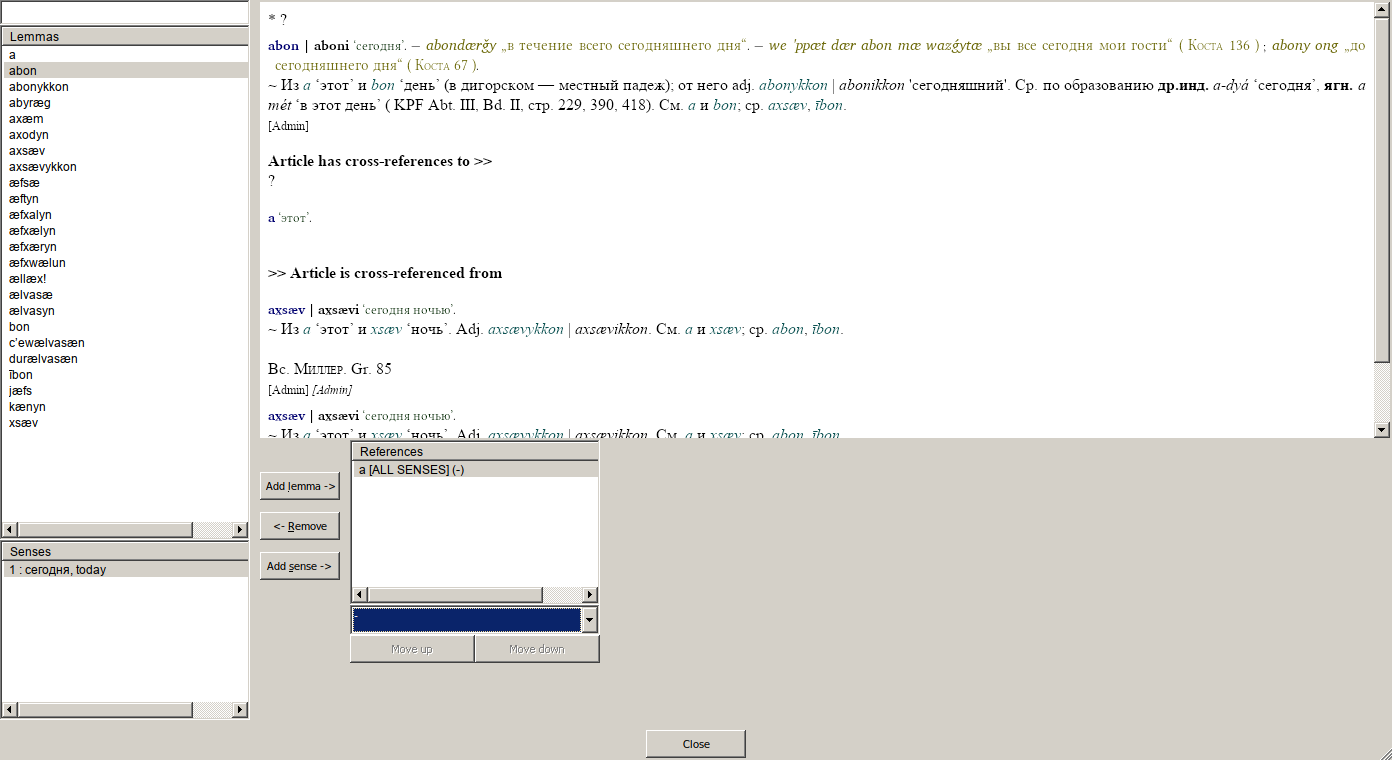 Lemmas
a
abon
abonykkon
abyræg
axæm
axodyn
axsæv
axsævykkon
æfsæ
æftyn
æfxalyn
æfxælyn
æfxæryn
æfxwælun
ællæx!
ælvasæ
ælvasyn
bon
c'ewælvasæn
durælvasæn
ībon
jæfs
kænyn
xsæv
Senses
1 : сегодня, today
* ?
abon | aboni ‘сегодня’. – abondærǧy „в течение всего сегодняшнего дня“. – we 'ppæt dær abon mæ wazǵytæ „вы все сегодня мои гости“ ( Коста 136 ) ; abony ong „до
сегодняшнего дня“ ( Коста 67 ).
~ Из a ‘этот’ и bon ‘день’ (в дигорском — местный падеж); от него adj. abonykkon | abonikkon 'сегодняшний'. Ср. по образованию др.инд. a-dyá ‘сегодня’, ягн. a
mét ‘в этот день’ ( KPF Abt. III, Bd. II, стр. 229, 390, 418). См. a и bon; ср. axsæv, ībon.
[Admin]
Article has cross-references to >>
?
a ‘этот’.
>> Article is cross-referenced from
axsæv | axsævi ‘сегодня ночью’.
~ Из a ‘этот’ и xsæv ‘ночь’. Adj. axsævykkon | axsævikkon. См. a и xsæv; ср. abon, ībon.
Вс. Миллер. Gr. 85
[Admin] [Admin]
axsæv | axsævi ‘сегодня ночью’.
~ Из a ‘этот’ и xsæv ‘ночь’. Adj. axsævykkon | axsævikkon. См. a и xsæv; ср. abon, ībon.
References
a [ALL SENSES] (-)
Add lemma ->
<- Remove
Add sense ->
-
Move up
Move down
Close